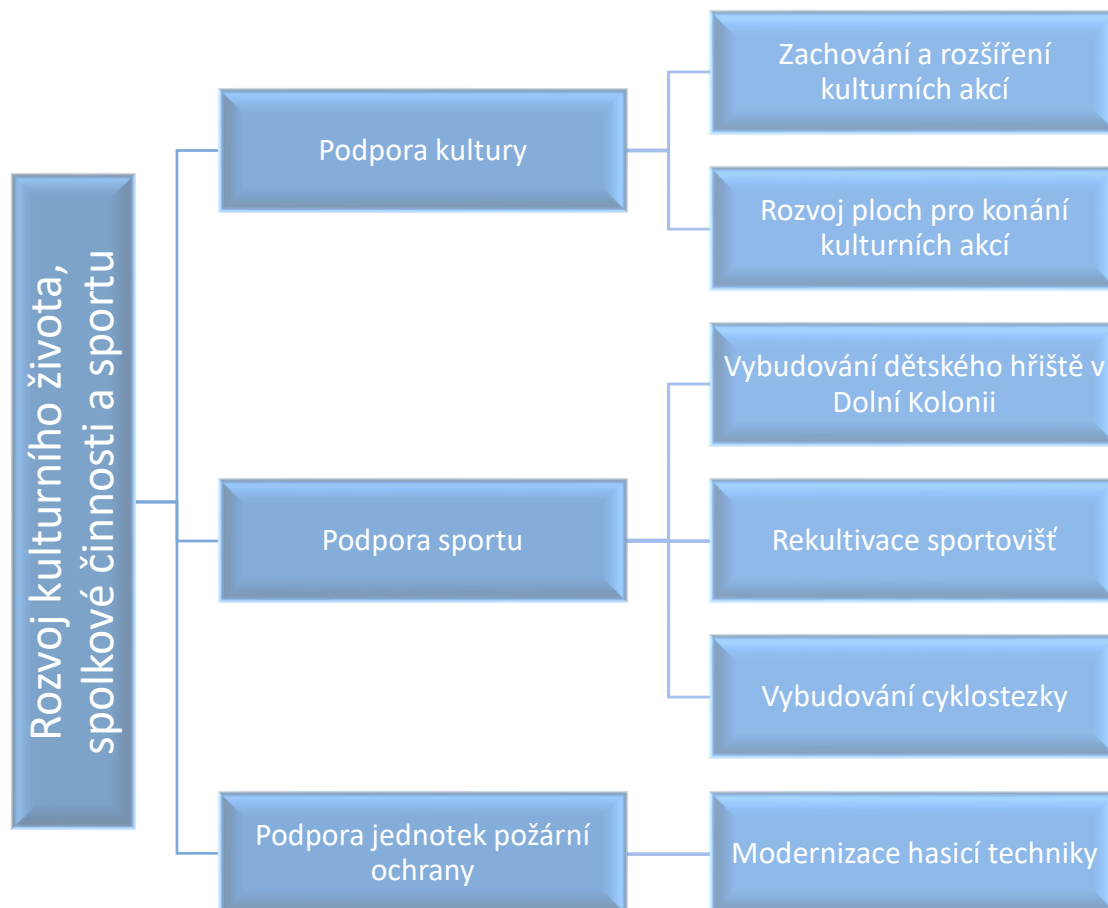 Rozvoj kulturního života,
spolkové činnosti a sportu
Podpora kultury
Zachování a rozšíření
kulturních akcí
Rozvoj ploch pro konání
kulturních akcí
Podpora sportu
Vybudování dětského hřiště v
Dolní Kolonii
Rekultivace sportovišť
Vybudování cyklostezky
Podpora jednotek požární
ochrany
Modernizace hasicí techniky